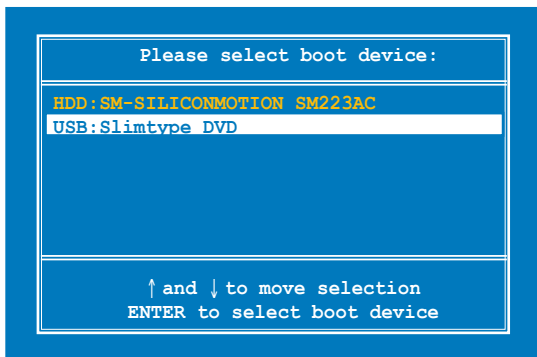 Please select boot device:
HDD:SM-SILICONMOTION SM223AC
USB:Slimtype DVD
↑ and ↓ to move selection
ENTER to select boot device